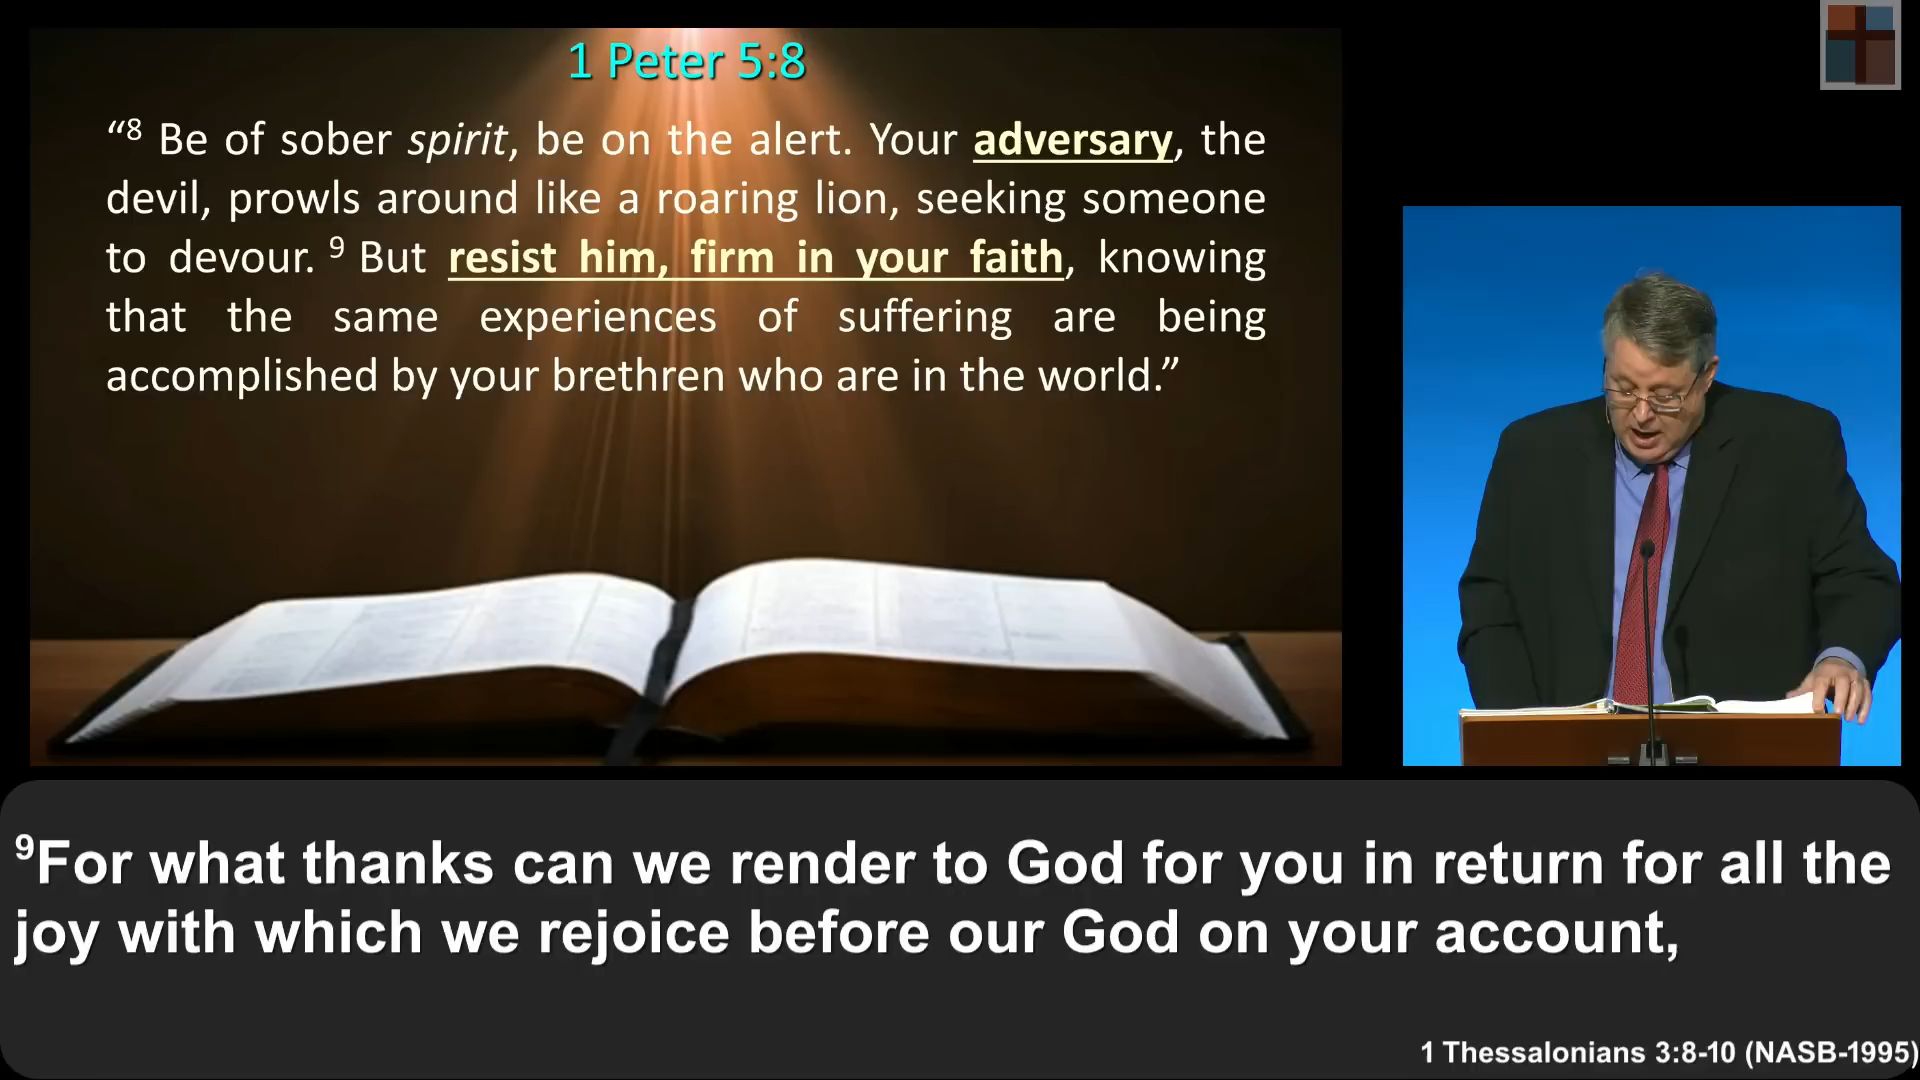 1 Peter 5:8
“8 Be of sober spirit, be on the alert. Your adversary, the
devil, prowls around like a roaring lion, seeking someone
to devour. 9 But resist him, firm in your faith, knowing
that the same experiences of suffering are being
accomplished by your brethren who are in the world.”
9For what thanks can we render to God for you in return for all the
joy with which we rejoice before our God on your account,
1 Thessalonians 3:8-10 (NASB-1995)